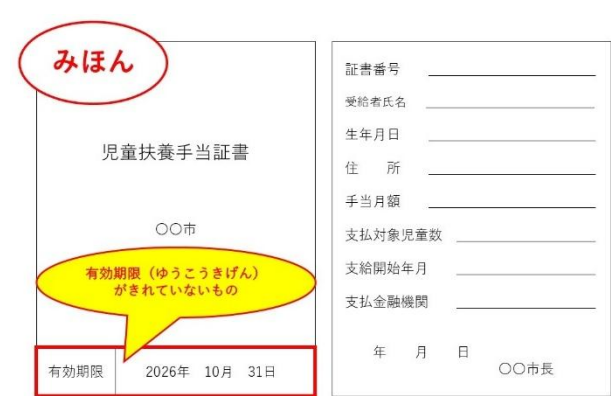 みほん
児童扶養手当証書
〇〇市
有効期限（ゆうこうきげん）
がきれていないもの
有効期限 2026年 10月 31日
証書番号
受給者氏名
生年月日
住 所
手当月額
支払対象児童数
支給開始年月
支払金融機関
年 月 日
〇〇市長